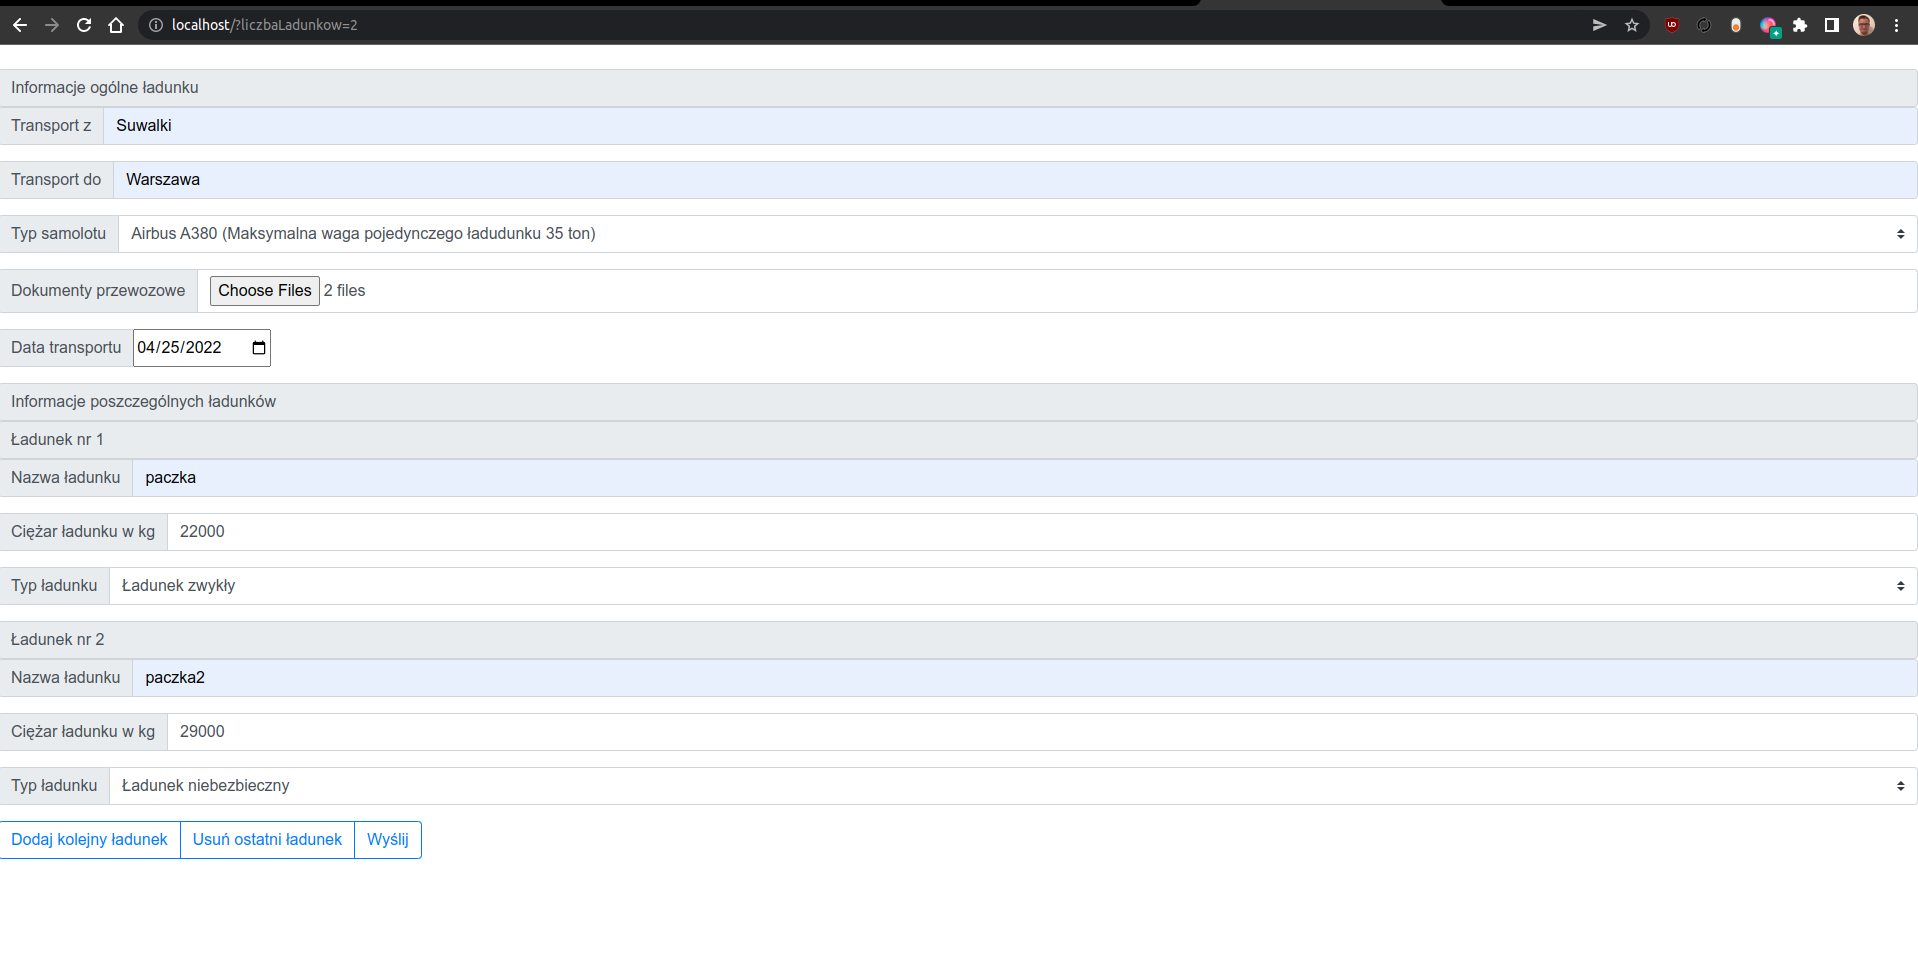 localhost/?liczbaLadunkow=2
Informacje ogólne ładunku
Transport z Suwalki
Transport do Warszawa
Typ samolotu Airbus A380 (Maksymalna waga pojedynczego ładudunku 35 ton)
Dokumenty przewozowe Choose Files 2 files
Data transportu 04/25/2022
Informacje poszczególnych ładunków
Ładunek nr 1
Nazwa ładunku paczka
Ciężar ładunku w kg 22000
Typ ładunku Ładunek zwykły
Ładunek nr 2
Nazwa ładunku paczka2
Ciężar ładunku w kg 29000
Typ ładunku Ładunek niebezbieczny
Dodaj kolejny ładunek Usuń ostatni ładunek Wyślij